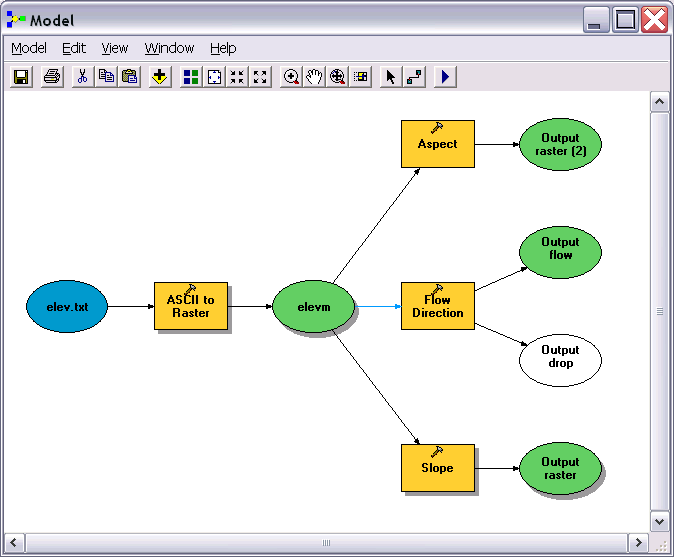 Model
Model Edit View Window Help
Aspect
Output
raster (2)
Output
flow
elev.txt
ASCII to
Raster
elevm
Flow
Direction
Output
drop
Slope
Output
raster